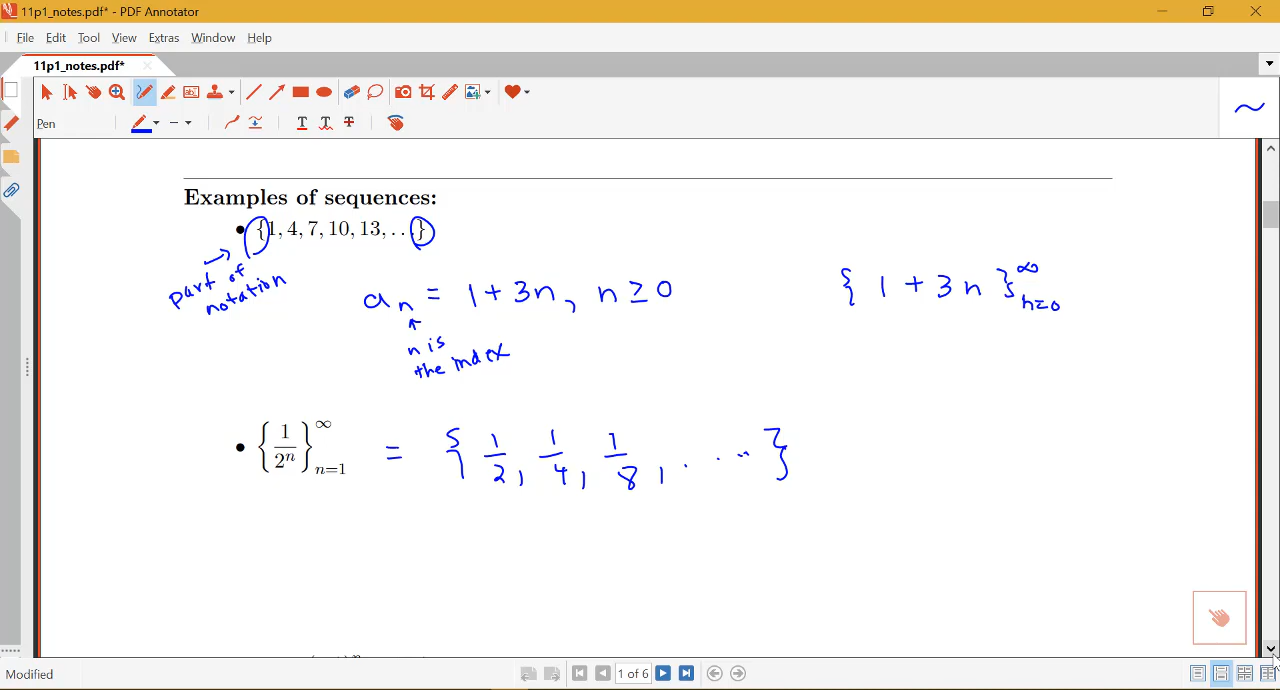 11p1_notes.pdf* - PDF Annotator
File Edit Tool View Extras Window Help
11p1_notes.pdf*
Pen
Examples of sequences:
• {1, 4, 7, 10, 13, . . }
part of
notation
aₙ = 1 + 3n, n ≥ 0
{ 1 + 3n }^∞_{n=0}
n is
the index
• {1/2ⁿ}^∞_{n=1} = { 1/2, 1/4, 1/8, . . .. }
Modified
1 of 6